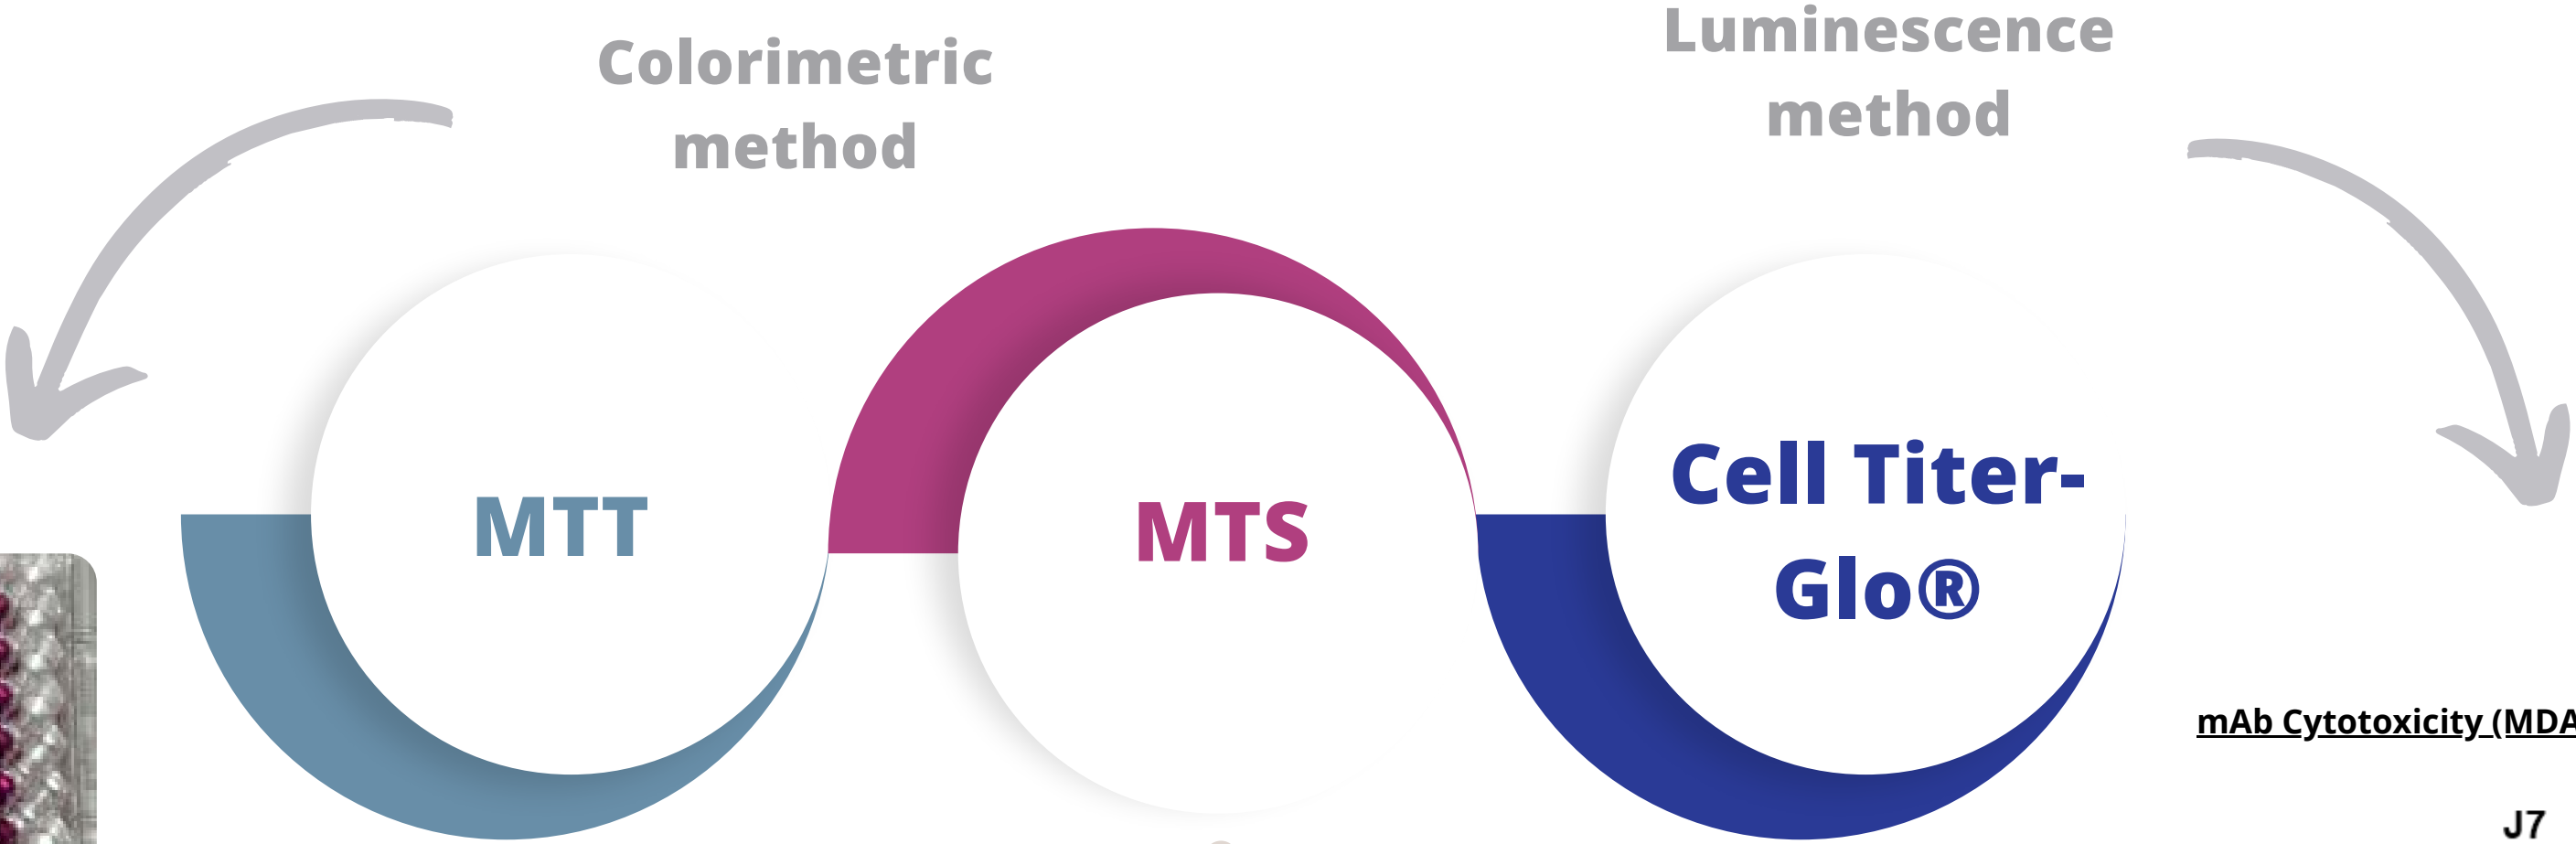 Colorimetric
method
Luminescence
method
MTT
MTS
Cell Titer-
Glo®
mAb Cytotoxicity (MDA
J7